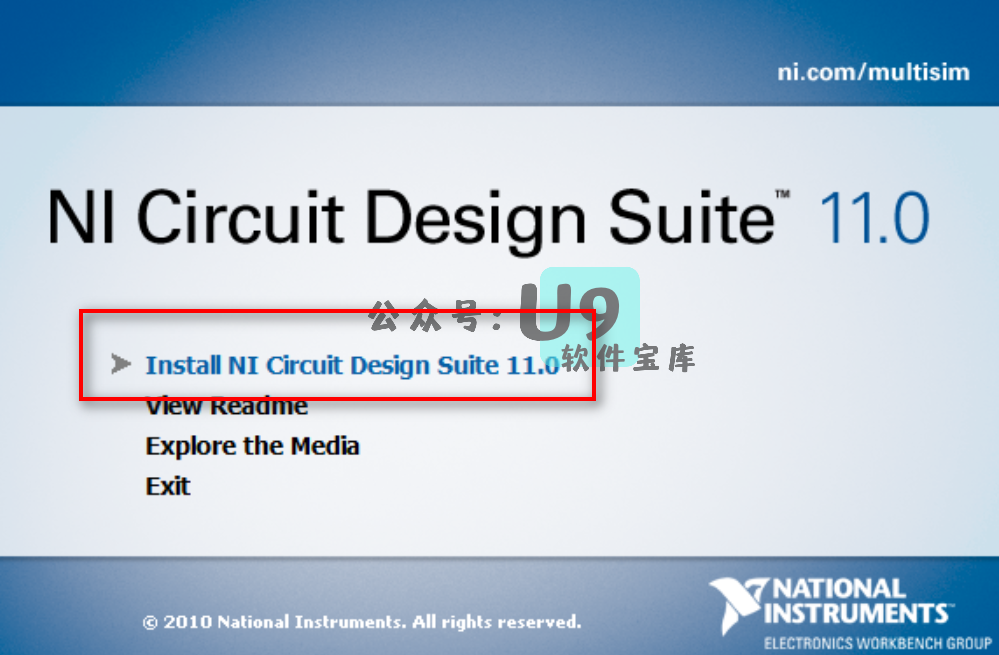 ni.com/multisim
NI Circuit Design Suite™ 11.0
公众号：U9
软件宝库
Install NI Circuit Design Suite 11.0
View Readme
Explore the Media
Exit
© 2010 National Instruments. All rights reserved.
NATIONAL
INSTRUMENTS™
ELECTRONICS WORKBENCH GROUP